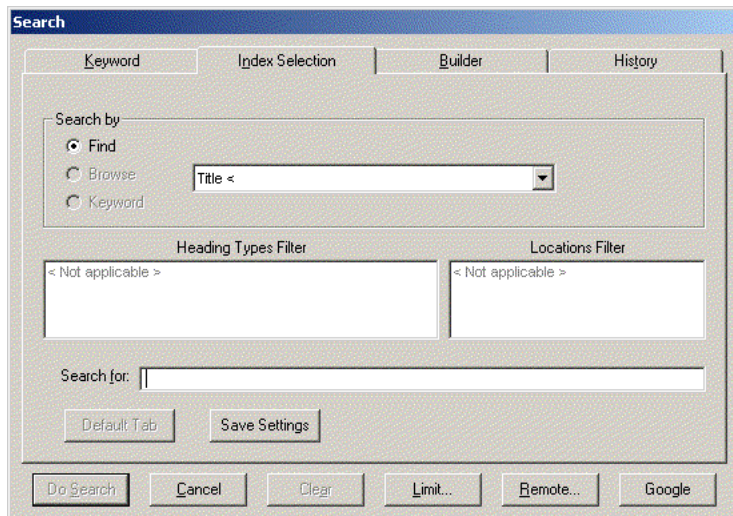 Search
Keyword Index Selection Builder History
Search by
Find
Browse Title <
Keyword
Heading Types Filter Locations Filter
< Not applicable > < Not applicable >
Search for:
Default Tab Save Settings
Do Search Cancel Clear Limit... Remote... Google